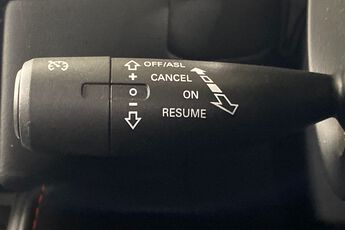 OFF/ASL
+ CANCEL
O ON
− RESUME